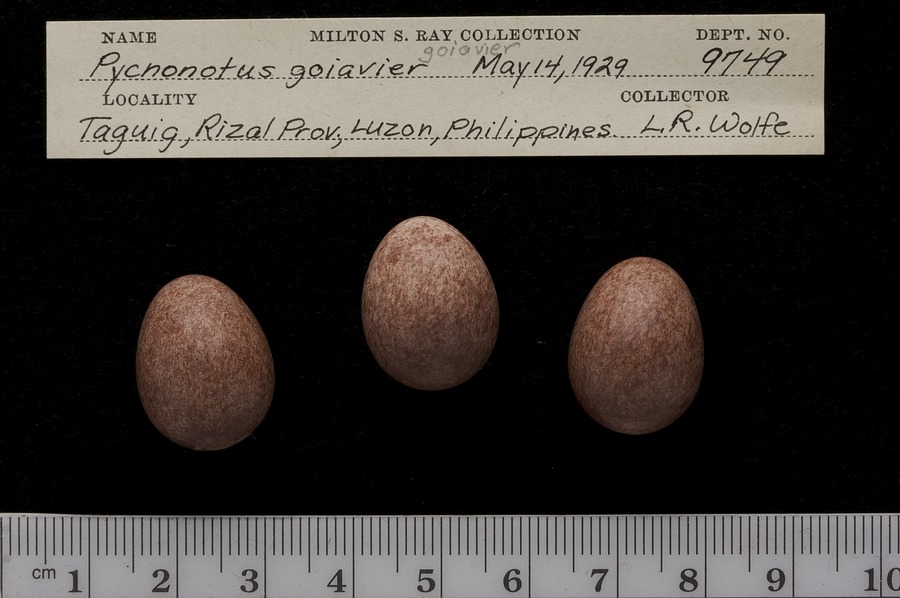 NAME MILTON S. RAY COLLECTION DEPT. NO.
goiavier
Pycnonotus goiavier May 14, 1929 9749
LOCALITY COLLECTOR
Taguig, Rizal Prov., Luzon, Philippines L.R. Wolfe
cm 1 2 3 4 5 6 7 8 9 10